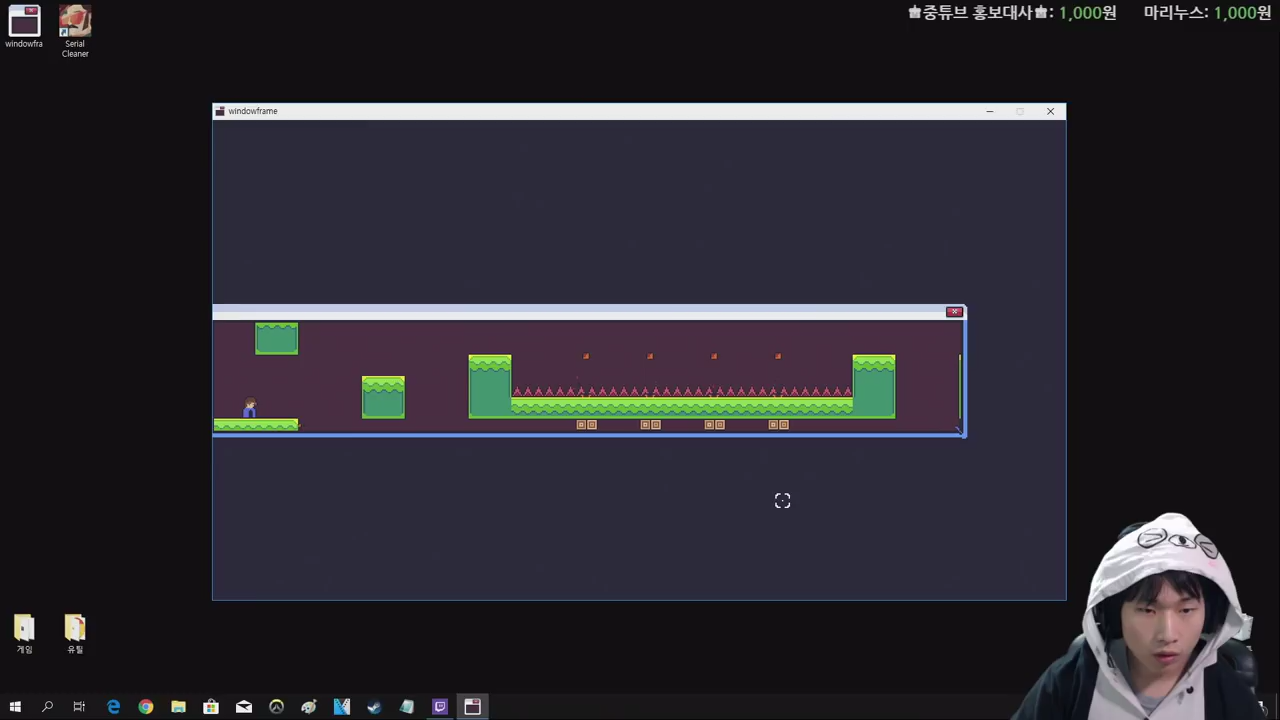 ♚중튜브 홍보대사♚: 1,000원 마리누스: 1,000원
windowfra
Serial
Cleaner
windowframe
게임
유틸